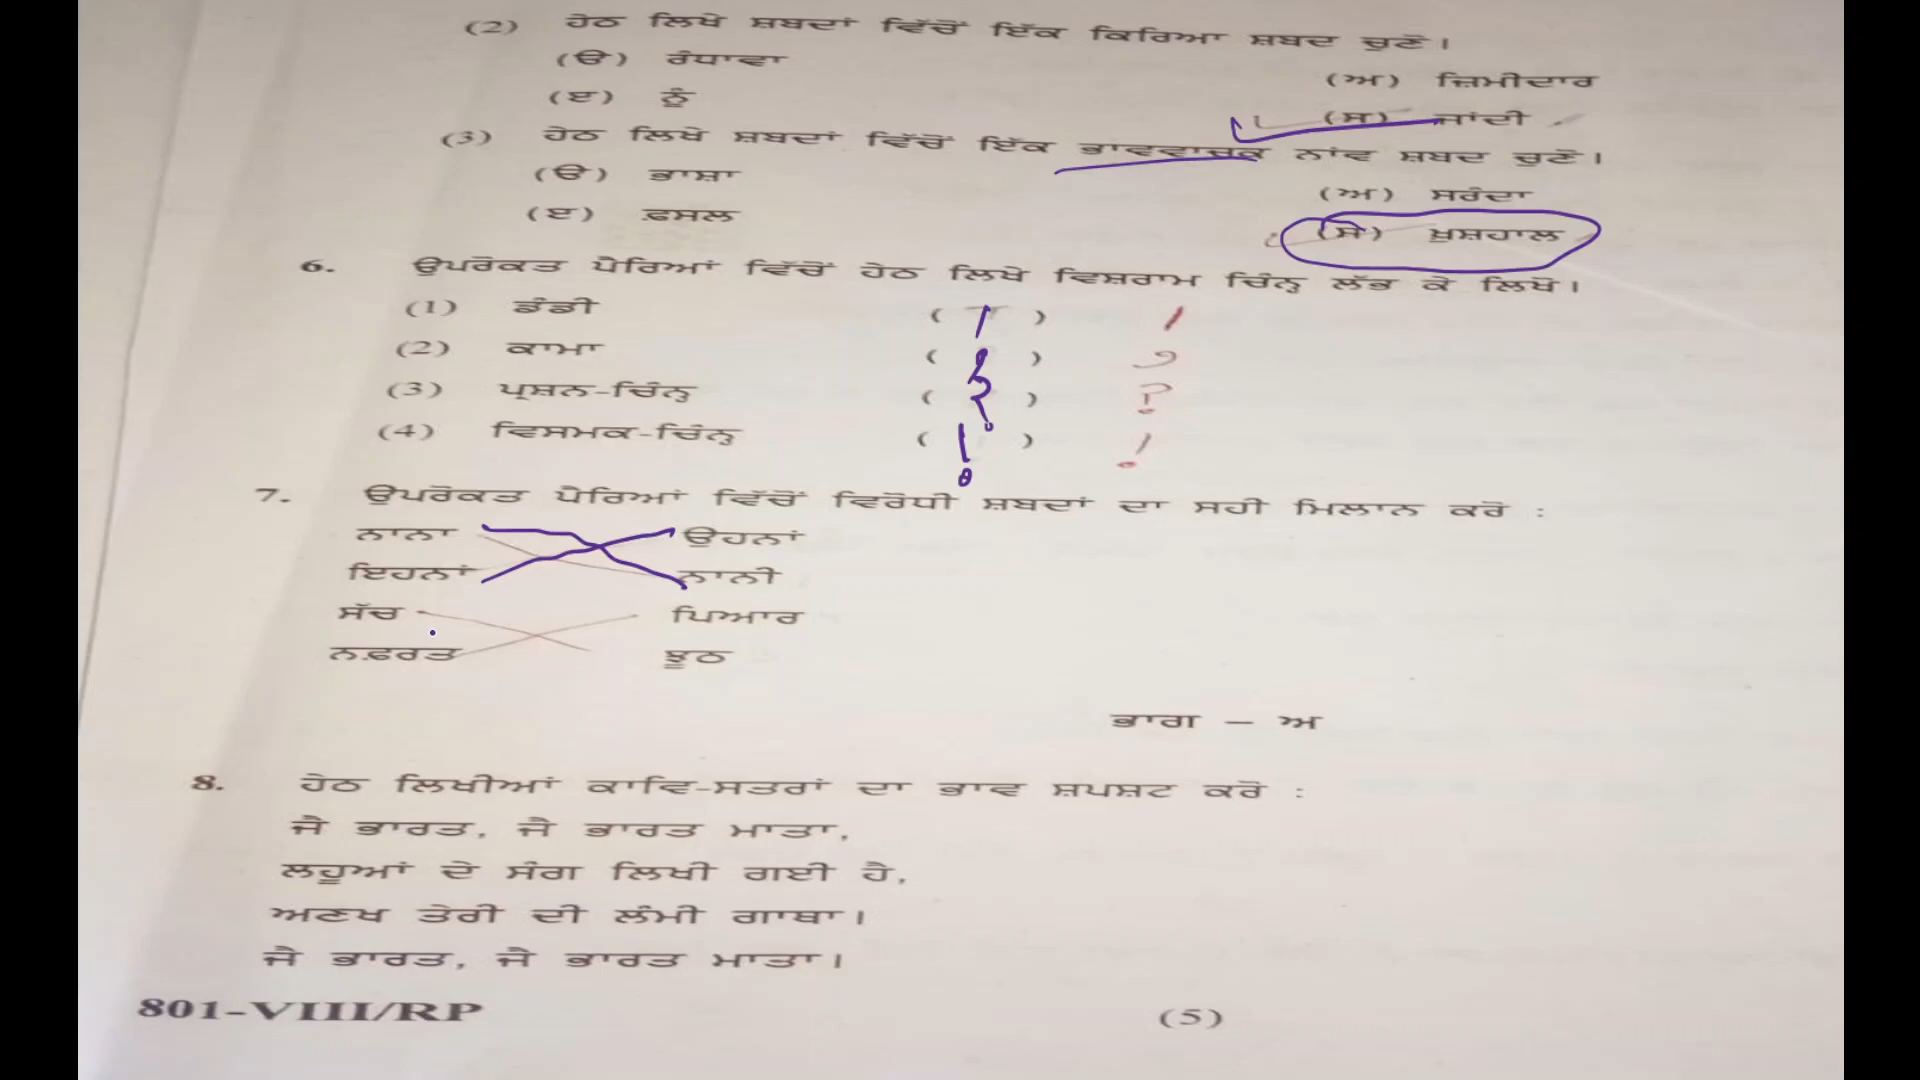 (2) ਹੇਠ ਲਿਖੇ ਸ਼ਬਦਾਂ ਵਿੱਚੋਂ ਇੱਕ ਕਿਰਿਆ ਸ਼ਬਦ ਚੁਣੋ।
(ੳ) ਰੰਧਾਵਾ (ਅ) ਜ਼ਿਮੀਦਾਰ
(ੲ) ਨੂੰ (ਸ) ਜਾਂਦੀ
(3) ਹੇਠ ਲਿਖੇ ਸ਼ਬਦਾਂ ਵਿੱਚੋਂ ਇੱਕ ਭਾਵਵਾਚਕ ਨਾਂਵ ਸ਼ਬਦ ਚੁਣੋ।
(ੳ) ਭਾਸ਼ਾ (ਅ) ਸਰੰਦਾ
(ੲ) ਫ਼ਸਲ (ਸ) ਖ਼ੁਸ਼ਹਾਲ
6. ਉਪਰੋਕਤ ਪੈਰਿਆਂ ਵਿੱਚੋਂ ਹੇਠ ਲਿਖੇ ਵਿਸ਼ਰਾਮ ਚਿੰਨ੍ਹ ਲੱਭ ਕੇ ਲਿਖੋ।
(1) ਡੰਡੀ ( । ) ।
(2) ਕਾਮਾ ( , ) ,
(3) ਪ੍ਰਸ਼ਨ-ਚਿੰਨ੍ਹ ( ? ) ?
(4) ਵਿਸਮਕ-ਚਿੰਨ੍ਹ ( ! ) !
7. ਉਪਰੋਕਤ ਪੈਰਿਆਂ ਵਿੱਚੋਂ ਵਿਰੋਧੀ ਸ਼ਬਦਾਂ ਦਾ ਸਹੀ ਮਿਲਾਨ ਕਰੋ :
ਨਾਨਾ ਉਹਨਾਂ
ਇਹਨਾਂ ਨਾਨੀ
ਸੱਚ ਪਿਆਰ
ਨਫ਼ਰਤ ਝੂਠ
ਭਾਗ – ਅ
8. ਹੇਠ ਲਿਖੀਆਂ ਕਾਵਿ-ਸਤਰਾਂ ਦਾ ਭਾਵ ਸ਼ਪਸ਼ਟ ਕਰੋ :
ਜੈ ਭਾਰਤ, ਜੈ ਭਾਰਤ ਮਾਤਾ,
ਲਹੂਆਂ ਦੇ ਸੰਗ ਲਿਖੀ ਗਈ ਹੈ,
ਅਣਖ ਤੇਰੀ ਦੀ ਲੰਮੀ ਗਾਥਾ।
ਜੈ ਭਾਰਤ, ਜੈ ਭਾਰਤ ਮਾਤਾ।
801-VIII/RP (5)